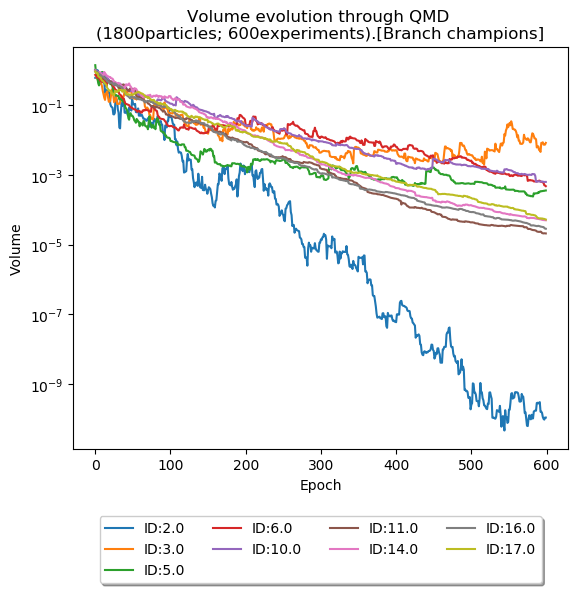 Volume evolution through QMD
(1800particles; 600experiments).[Branch champions]
Volume
10⁻¹
10⁻³
10⁻⁵
10⁻⁷
10⁻⁹
0 100 200 300 400 500 600
Epoch
ID:2.0 ID:6.0 ID:11.0 ID:16.0
ID:3.0 ID:10.0 ID:14.0 ID:17.0
ID:5.0